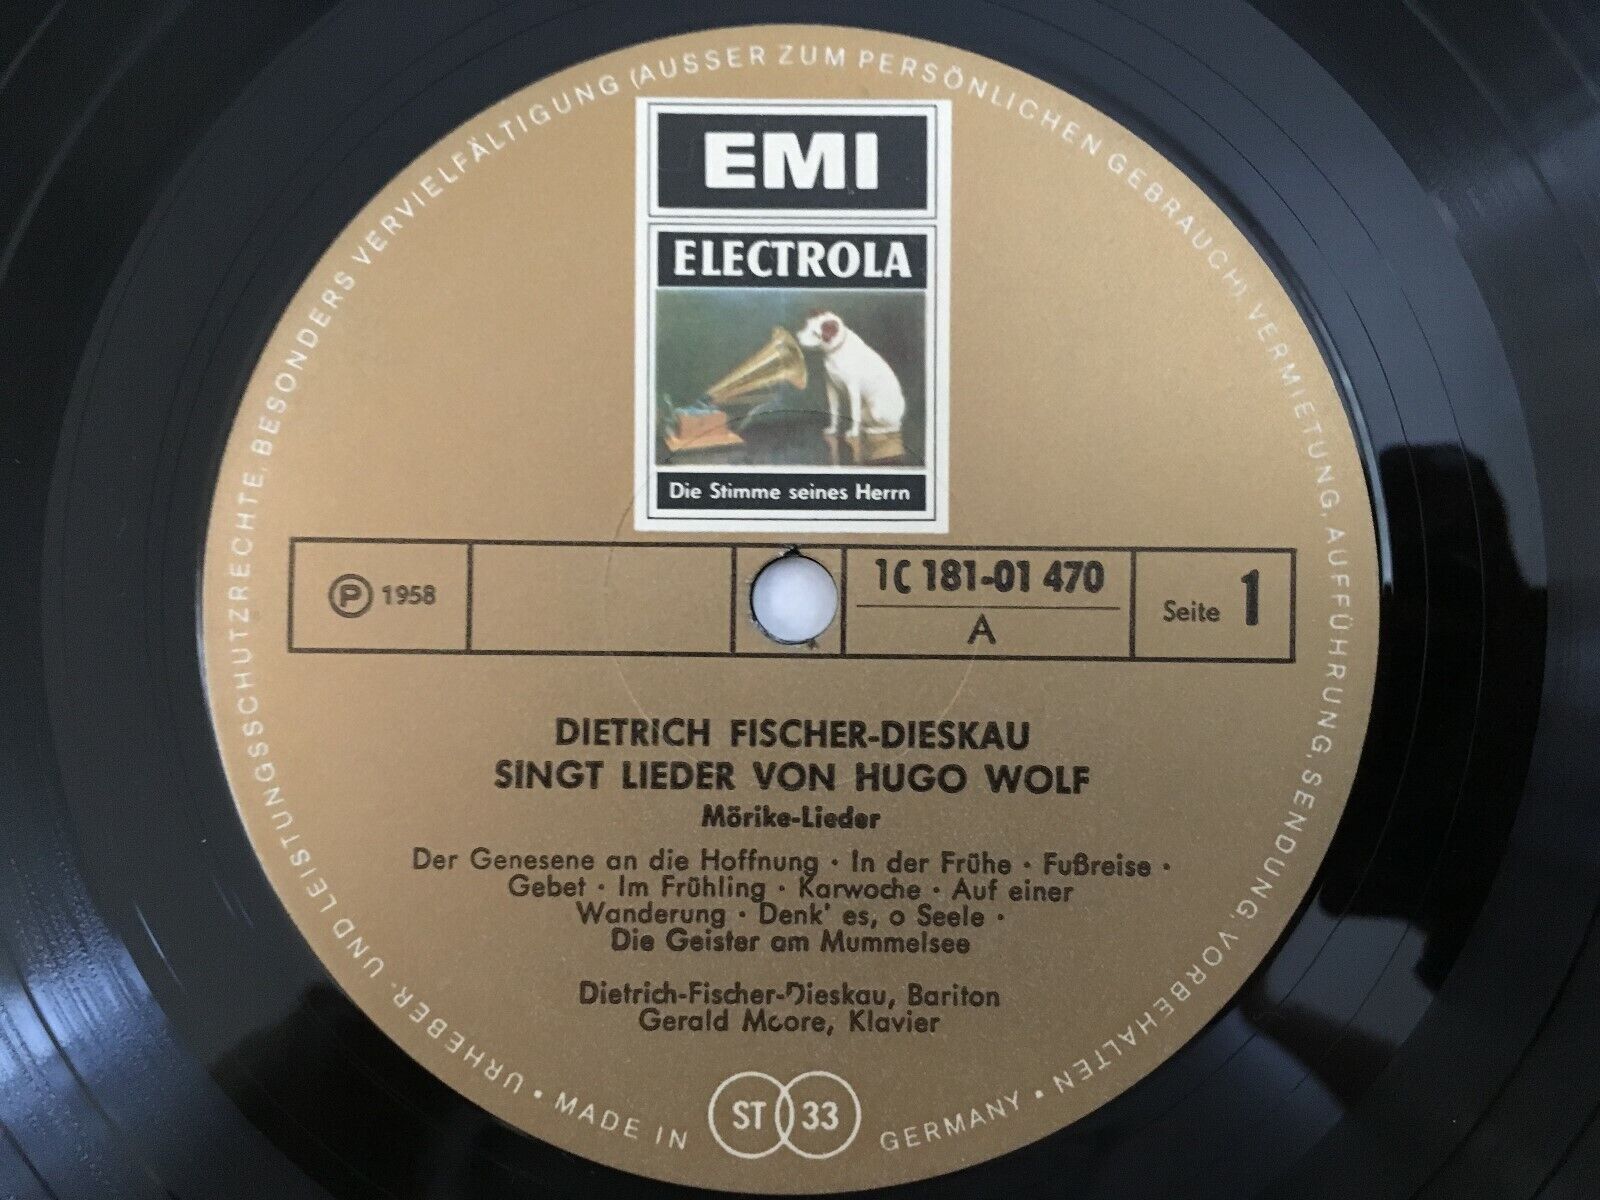 URHEBER- UND LEISTUNGSSCHUTZRECHTE, BESONDERS VERVIELFÄLTIGUNG (AUSSER ZUM PERSÖNLICHEN GEBRAUCH), VERMIETUNG, AUFFÜHRUNG, SENDUNG, VORBEHALTEN •
EMI
ELECTROLA
Die Stimme seines Herrn
Ⓟ 1958
1C 181-01 470
A
Seite 1
DIETRICH FISCHER-DIESKAU
SINGT LIEDER VON HUGO WOLF
Mörike-Lieder
Der Genesene an die Hoffnung · In der Frühe · Fußreise ·
Gebet · Im Frühling · Karwoche · Auf einer
Wanderung · Denk' es, o Seele ·
Die Geister am Mummelsee
Dietrich-Fischer-Dieskau, Bariton
Gerald Moore, Klavier
ST 33
• MADE IN GERMANY